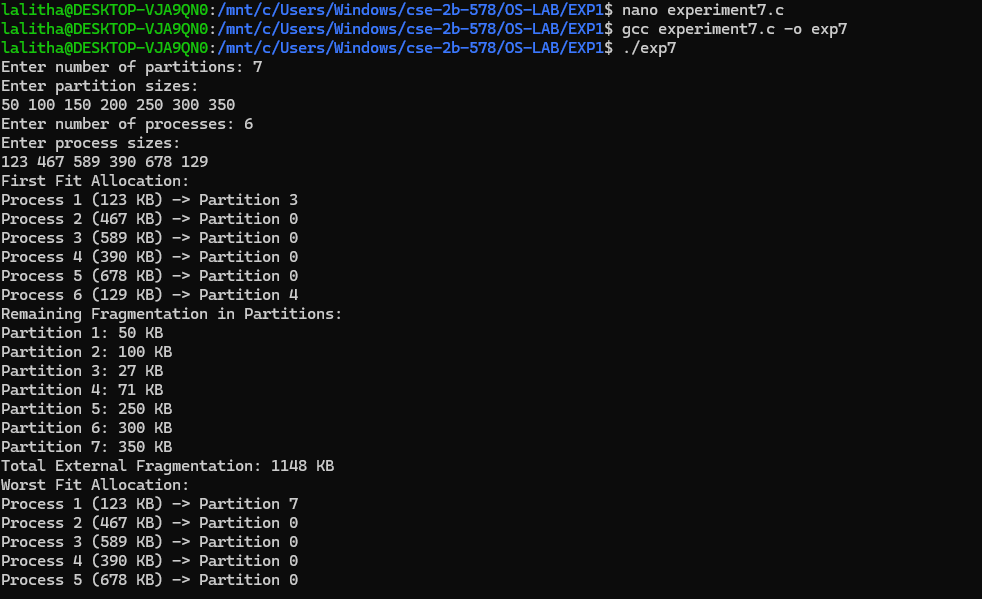 lalitha@DESKTOP-VJA9QN0:/mnt/c/Users/Windows/cse-2b-578/OS-LAB/EXP1$ nano experiment7.c
lalitha@DESKTOP-VJA9QN0:/mnt/c/Users/Windows/cse-2b-578/OS-LAB/EXP1$ gcc experiment7.c -o exp7
lalitha@DESKTOP-VJA9QN0:/mnt/c/Users/Windows/cse-2b-578/OS-LAB/EXP1$ ./exp7
Enter number of partitions: 7
Enter partition sizes:
50 100 150 200 250 300 350
Enter number of processes: 6
Enter process sizes:
123 467 589 390 678 129
First Fit Allocation:
Process 1 (123 KB) -> Partition 3
Process 2 (467 KB) -> Partition 0
Process 3 (589 KB) -> Partition 0
Process 4 (390 KB) -> Partition 0
Process 5 (678 KB) -> Partition 0
Process 6 (129 KB) -> Partition 4
Remaining Fragmentation in Partitions:
Partition 1: 50 KB
Partition 2: 100 KB
Partition 3: 27 KB
Partition 4: 71 KB
Partition 5: 250 KB
Partition 6: 300 KB
Partition 7: 350 KB
Total External Fragmentation: 1148 KB
Worst Fit Allocation:
Process 1 (123 KB) -> Partition 7
Process 2 (467 KB) -> Partition 0
Process 3 (589 KB) -> Partition 0
Process 4 (390 KB) -> Partition 0
Process 5 (678 KB) -> Partition 0